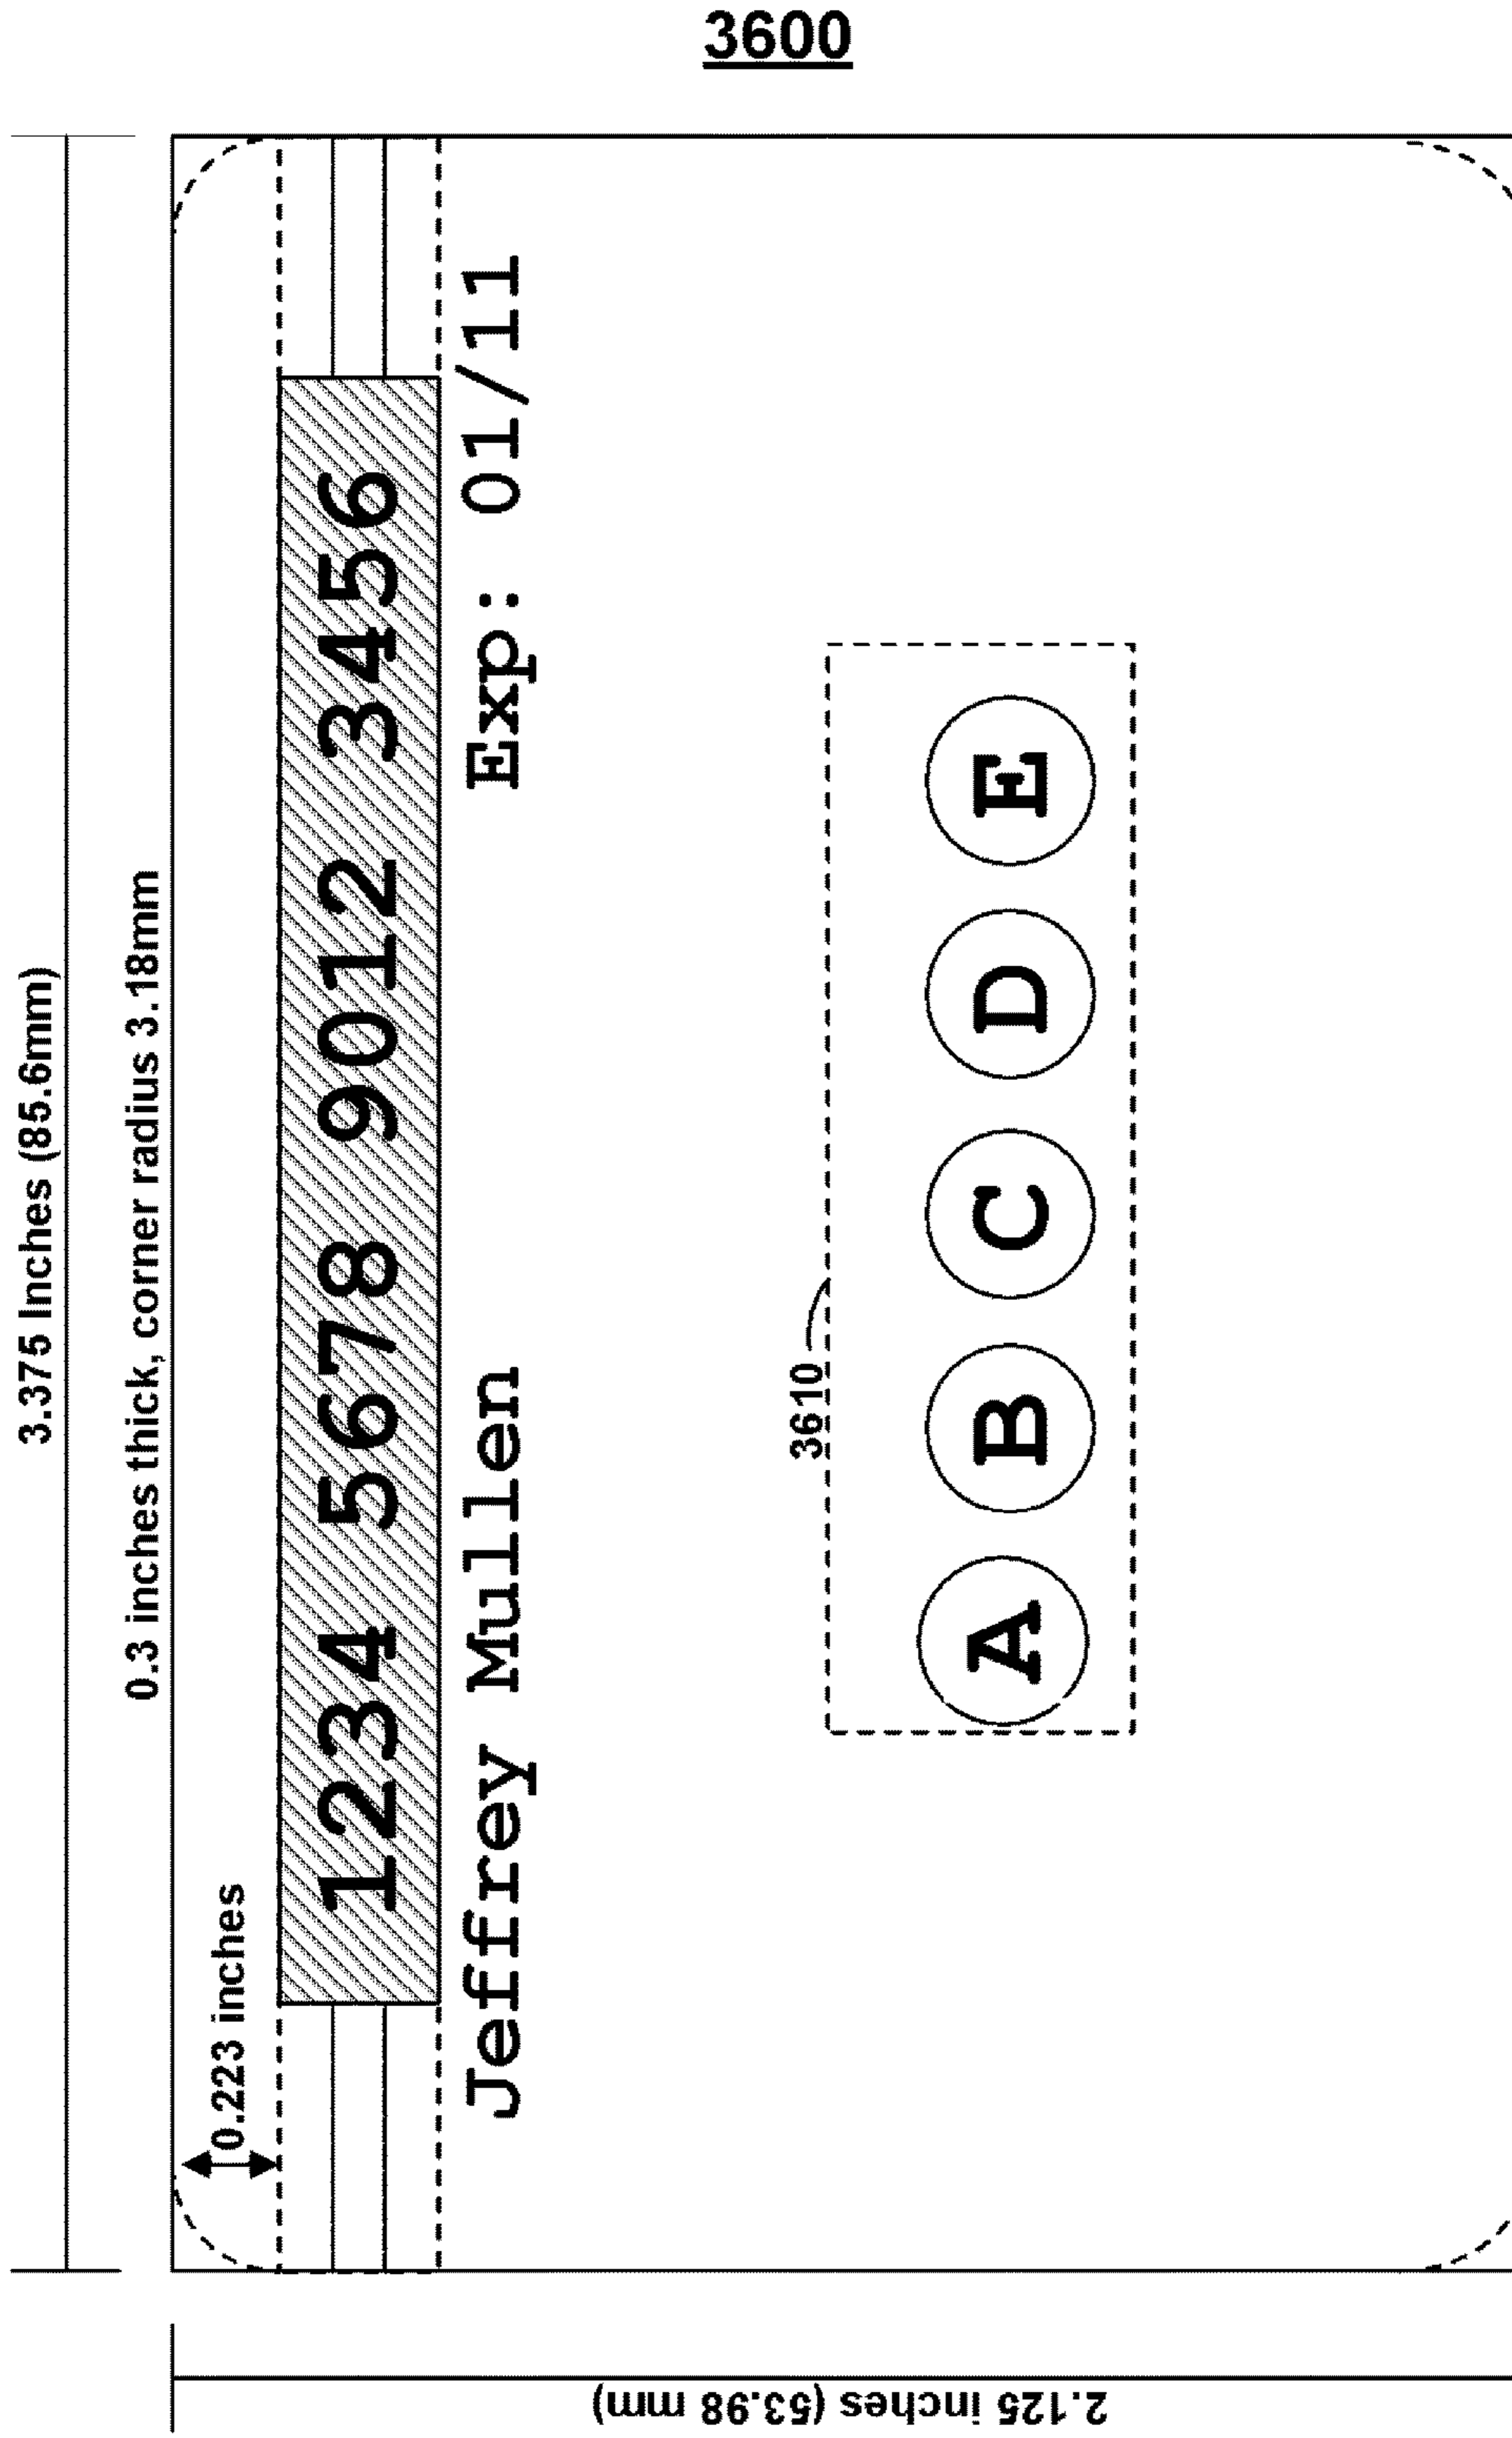 3600
3.375 Inches (85.6mm)
0.3 inches thick, corner radius 3.18mm
0.223 inches
1234 5678 9012 3456
Jeffrey Mullen Exp: 01/11
3610
A B C D E
2.125 inches (53.98 mm)